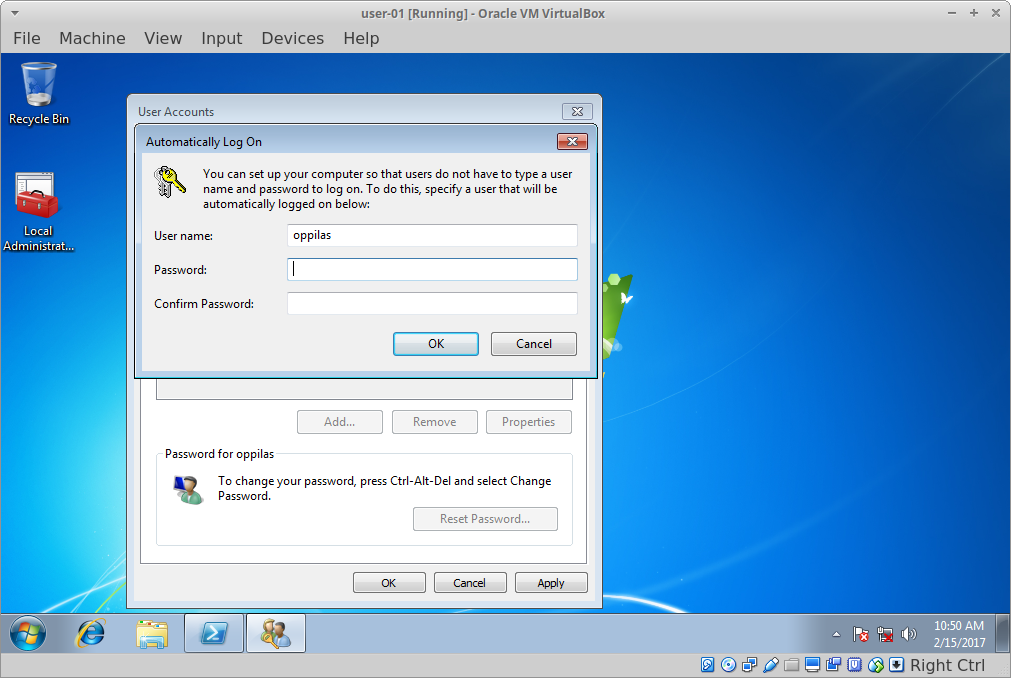 user-01 [Running] - Oracle VM VirtualBox
File Machine View Input Devices Help
Recycle Bin
Local
Administrat...
User Accounts
Automatically Log On
You can set up your computer so that users do not have to type a user
name and password to log on. To do this, specify a user that will be
automatically logged on below:
User name: oppilas
Password:
Confirm Password:
OK Cancel
Add... Remove Properties
Password for oppilas
To change your password, press Ctrl-Alt-Del and select Change
Password.
Reset Password...
OK Cancel Apply
10:50 AM
2/15/2017
Right Ctrl